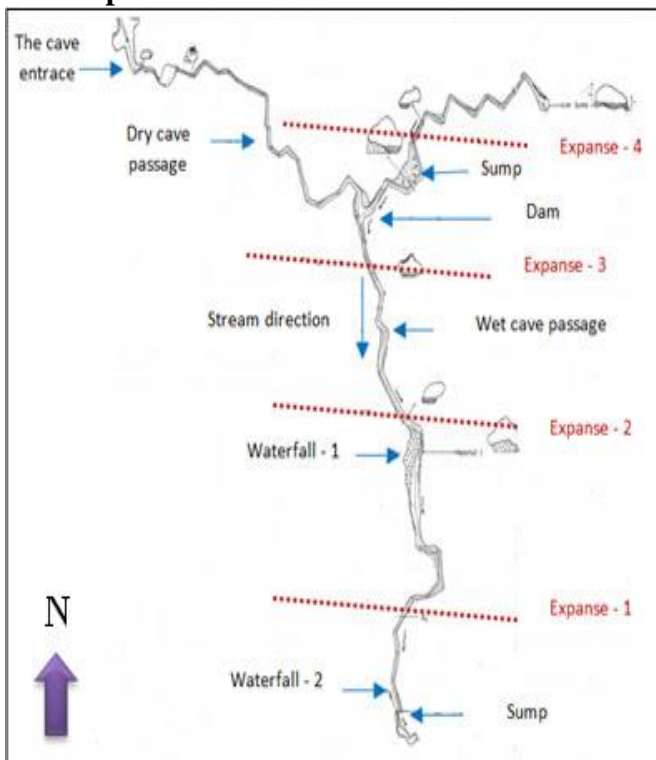 The cave
entrace
Dry cave
passage
Expanse - 4
Sump
Dam
Expanse - 3
Stream direction
Wet cave passage
Expanse - 2
Waterfall - 1
Expanse - 1
N
Waterfall - 2
Sump